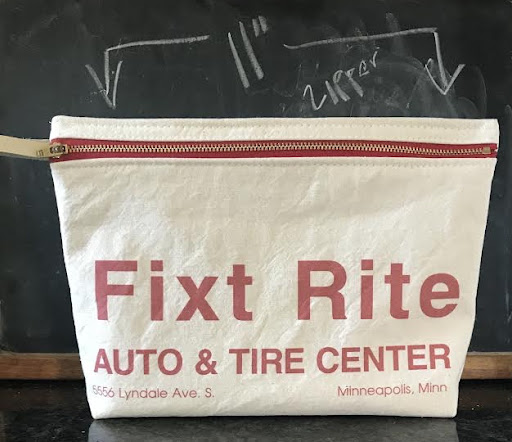 11"
zipper
Fixt Rite
AUTO & TIRE CENTER
5556 Lyndale Ave. S. Minneapolis, Minn